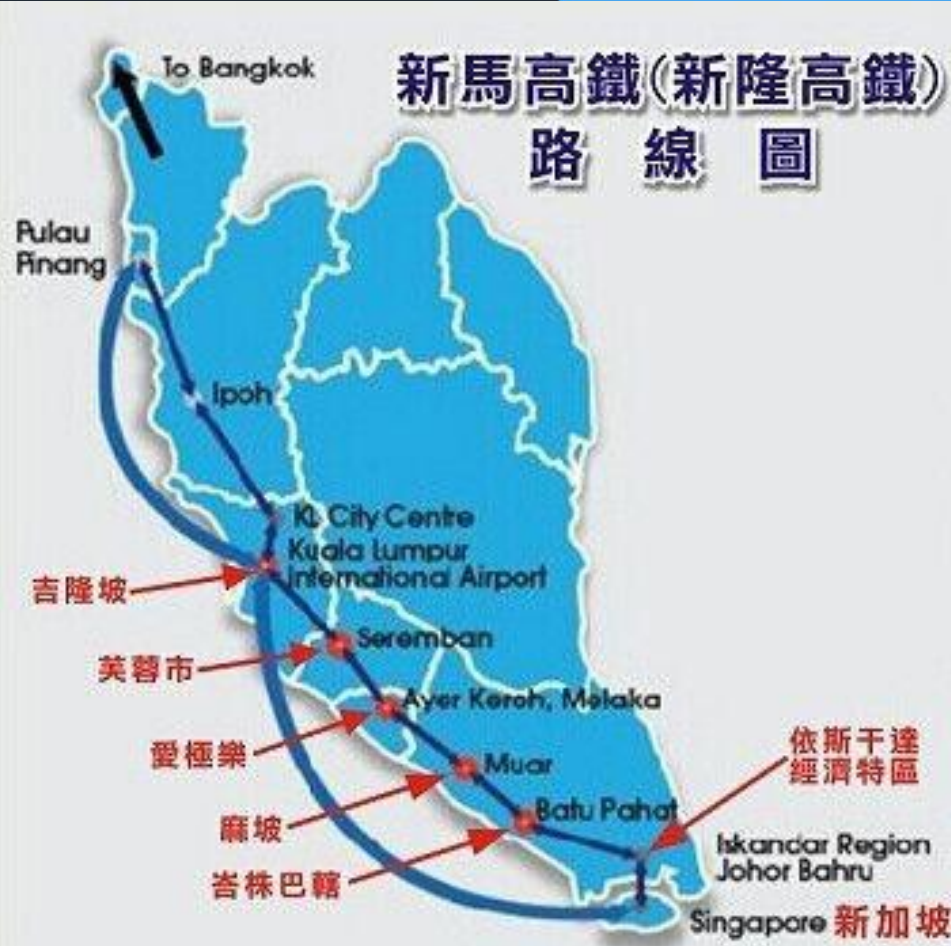 新馬高鐵(新隆高鐵)
路線圖
To Bangkok
Pulau
Pinang
Ipoh
KL City Centre
Kuala Lumpur
International Airport
吉隆坡
Seremban
芙蓉市
Ayer Keroh, Melaka
愛極樂
依斯干達
經濟特區
Muar
麻坡
Batu Pahat
峇株巴轄
Iskandar Region
Johor Bahru
Singapore 新加坡